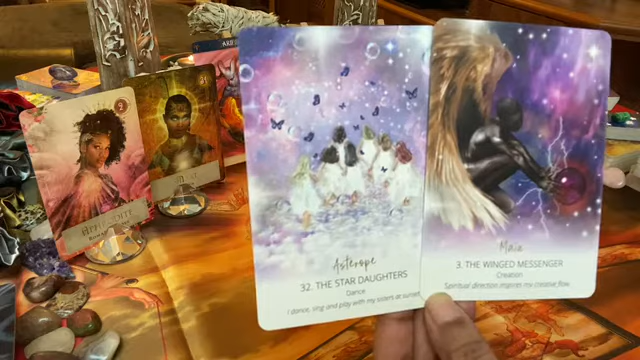 Asterope
32. THE STAR DAUGHTERS
Dance
I dance, sing and play with my sisters at sunset
Maia
3. THE WINGED MESSENGER
Creation
Spiritual direction inspires my creative flow.
9